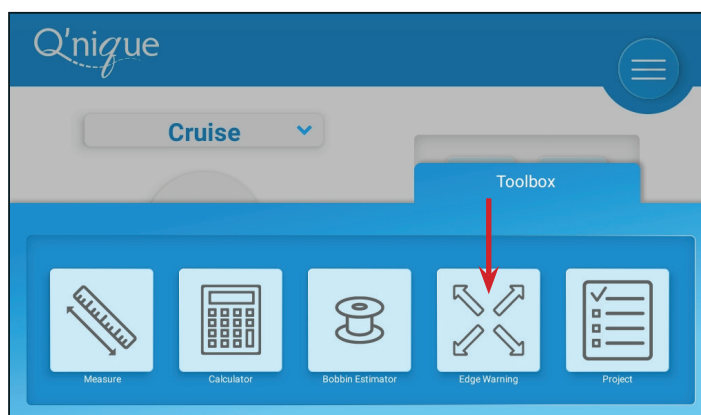 Q'nique
Cruise
Toolbox
Measure
Calculator
Bobbin Estimator
Edge Warning
Project